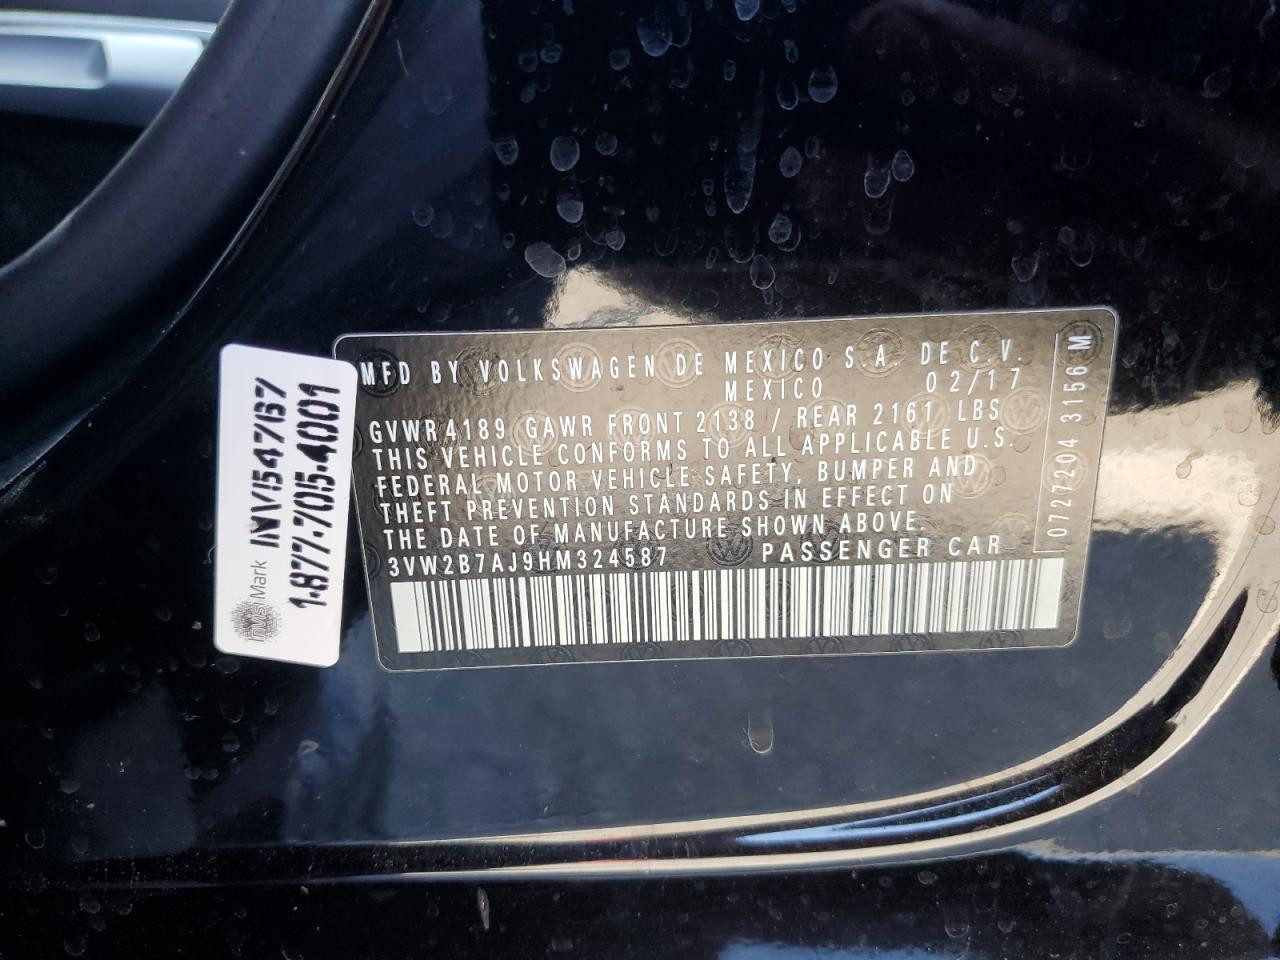 MFD BY VOLKSWAGEN DE MEXICO S.A. DE C.V.
MEXICO 02/17
GVWR 4189 GAWR FRONT 2138 / REAR 2161 LBS
THIS VEHICLE CONFORMS TO ALL APPLICABLE U.S.
FEDERAL MOTOR VEHICLE SAFETY, BUMPER AND
THEFT PREVENTION STANDARDS IN EFFECT ON
THE DATE OF MANUFACTURE SHOWN ABOVE.
3VW2B7AJ9HM324587 PASSENGER CAR
0727204 3156 M
nvs Mark INV154767
1-877-705-4001